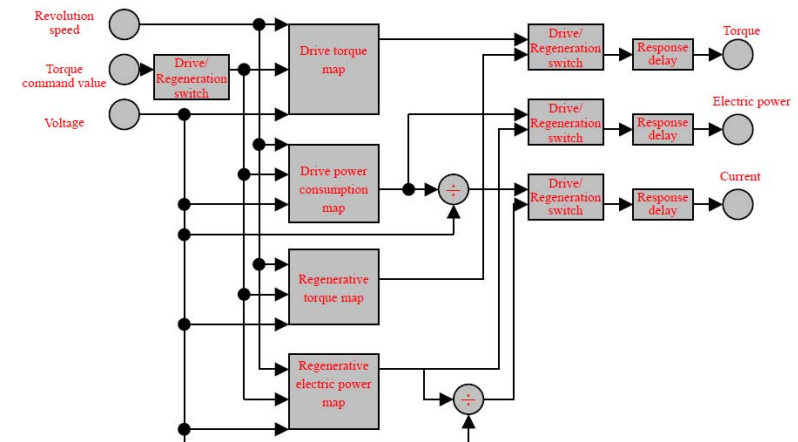 Revolution
speed
Torque
command value
Voltage
Drive/
Regeneration
switch
Drive torque
map
Drive power
consumption
map
÷
Regenerative
torque map
Regenerative
electric power
map
÷
Drive/
Regeneration
switch
Response
delay
Torque
Drive/
Regeneration
switch
Response
delay
Electric power
Drive/
Regeneration
switch
Response
delay
Current